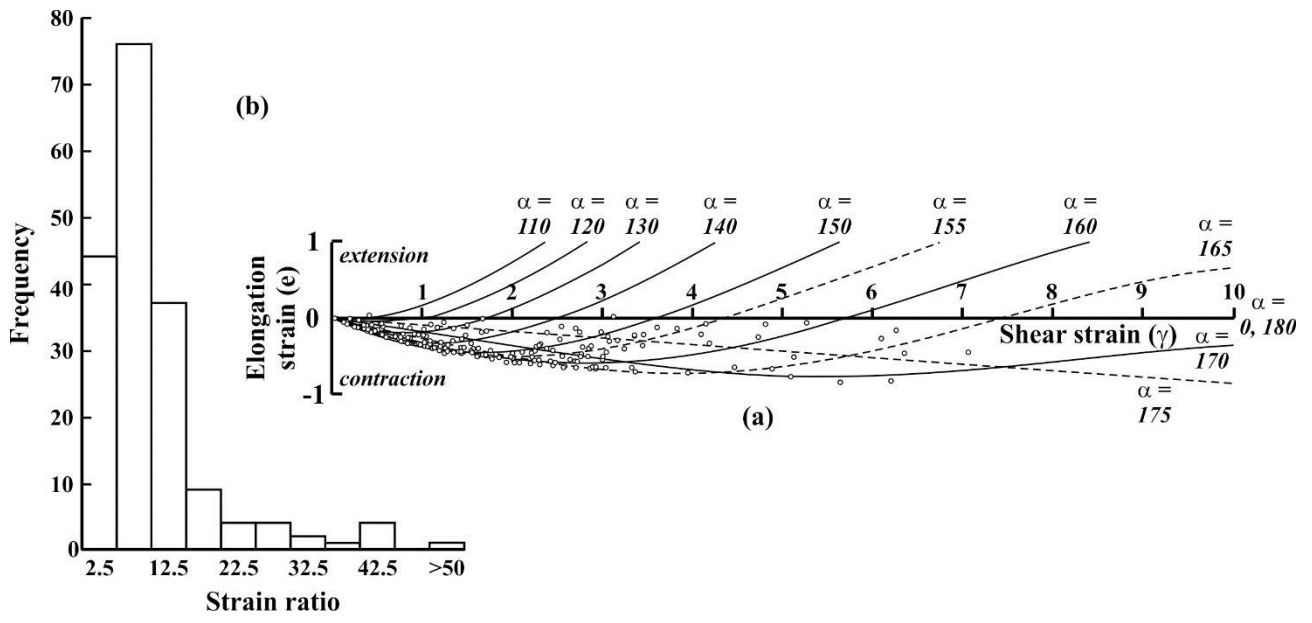 80
70
60
50
40
30
20
10
0
Frequency
2.5 12.5 22.5 32.5 42.5 >50
Strain ratio
(b)
α = 110
α = 120
α = 130
α = 140
α = 150
α = 155
α = 160
α = 165
1
0
-1
Elongation
strain (e)
extension
contraction
1 2 3 4 5 6 7 8 9 10
Shear strain (γ)
α =
0, 180
α =
170
α =
175
(a)